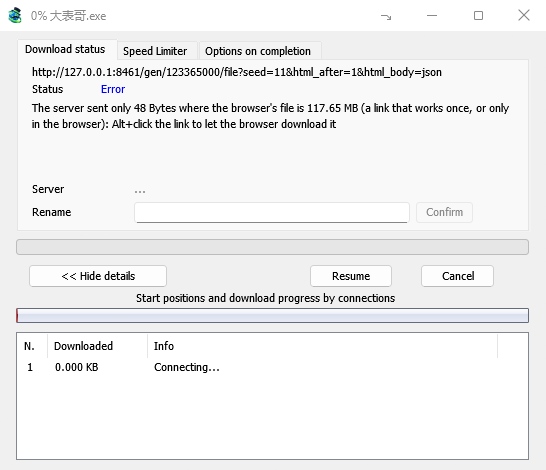 0% 大表哥.exe
Download status
Speed Limiter
Options on completion
http://127.0.0.1:8461/gen/123365000/file?seed=11&html_after=1&html_body=json
Status Error
The server sent only 48 Bytes where the browser's file is 117.65 MB (a link that works once, or only
in the browser): Alt+click the link to let the browser download it
Server ...
Rename
Confirm
<< Hide details
Resume
Cancel
Start positions and download progress by connections
N. Downloaded Info
1 0.000 KB Connecting...